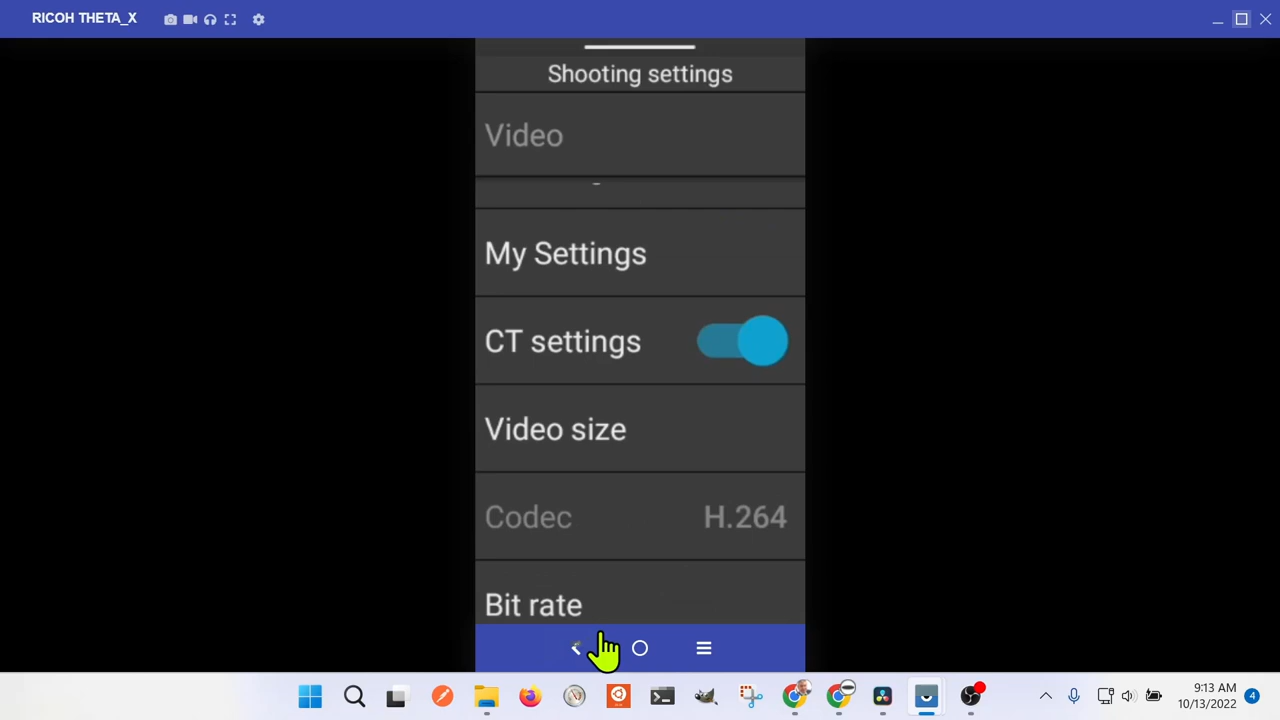 RICOH THETA_X
Shooting settings
Video
My Settings
CT settings
Video size
Codec H.264
Bit rate
9:13 AM
10/13/2022
4